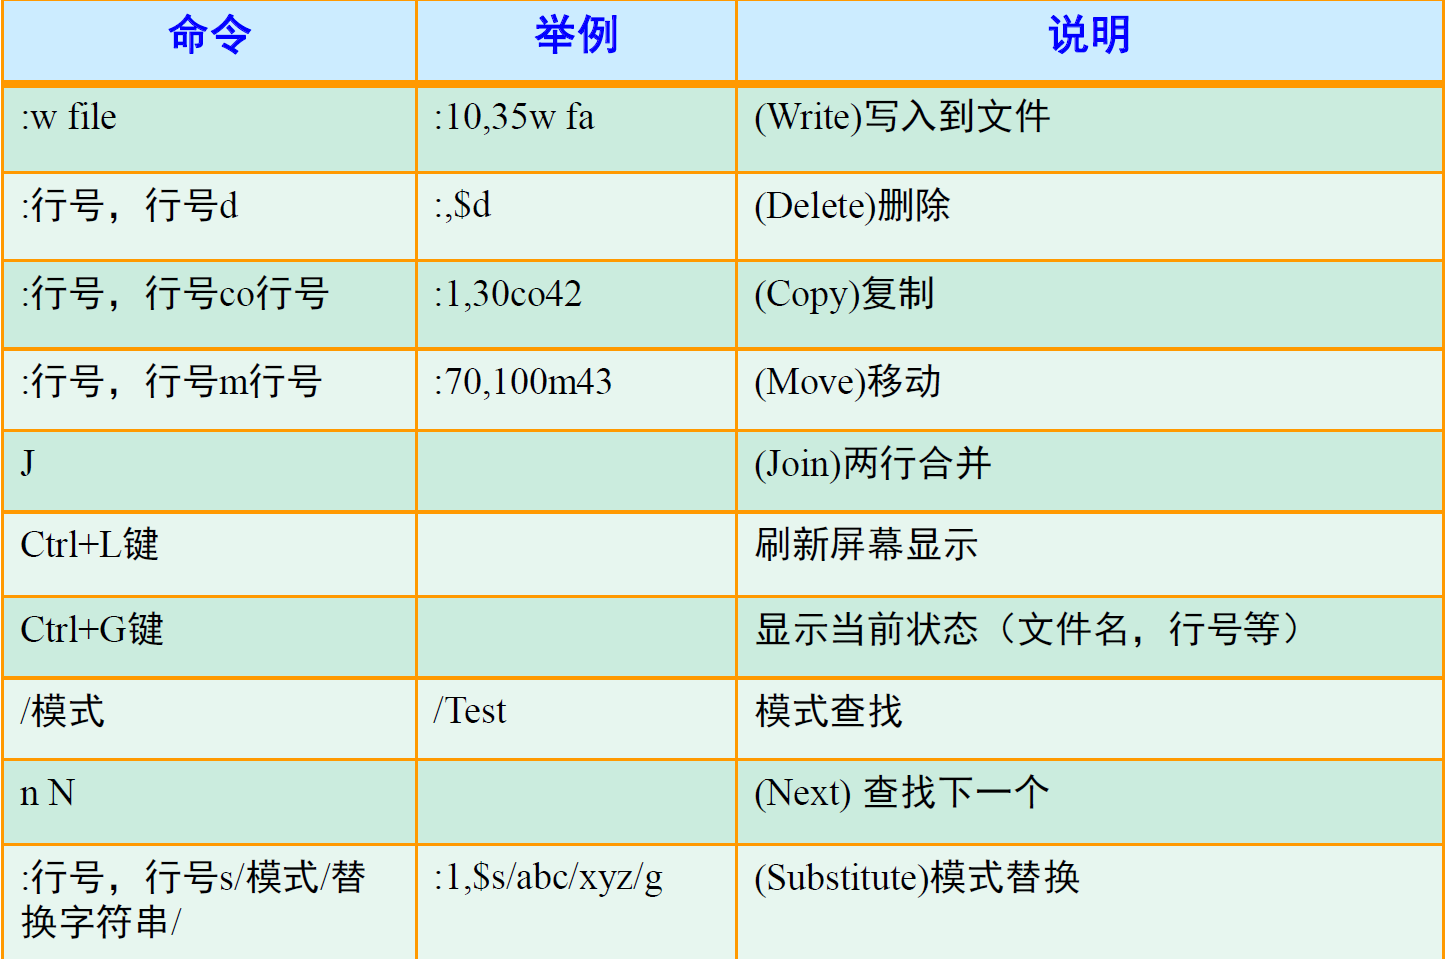 命令 举例 说明
:w file :10,35w fa (Write)写入到文件
:行号，行号d :,$d (Delete)删除
:行号，行号co行号 :1,30co42 (Copy)复制
:行号，行号m行号 :70,100m43 (Move)移动
J (Join)两行合并
Ctrl+L键 刷新屏幕显示
Ctrl+G键 显示当前状态（文件名，行号等）
/模式 /Test 模式查找
n N (Next) 查找下一个
:行号，行号s/模式/替 :1,$s/abc/xyz/g (Substitute)模式替换
换字符串/